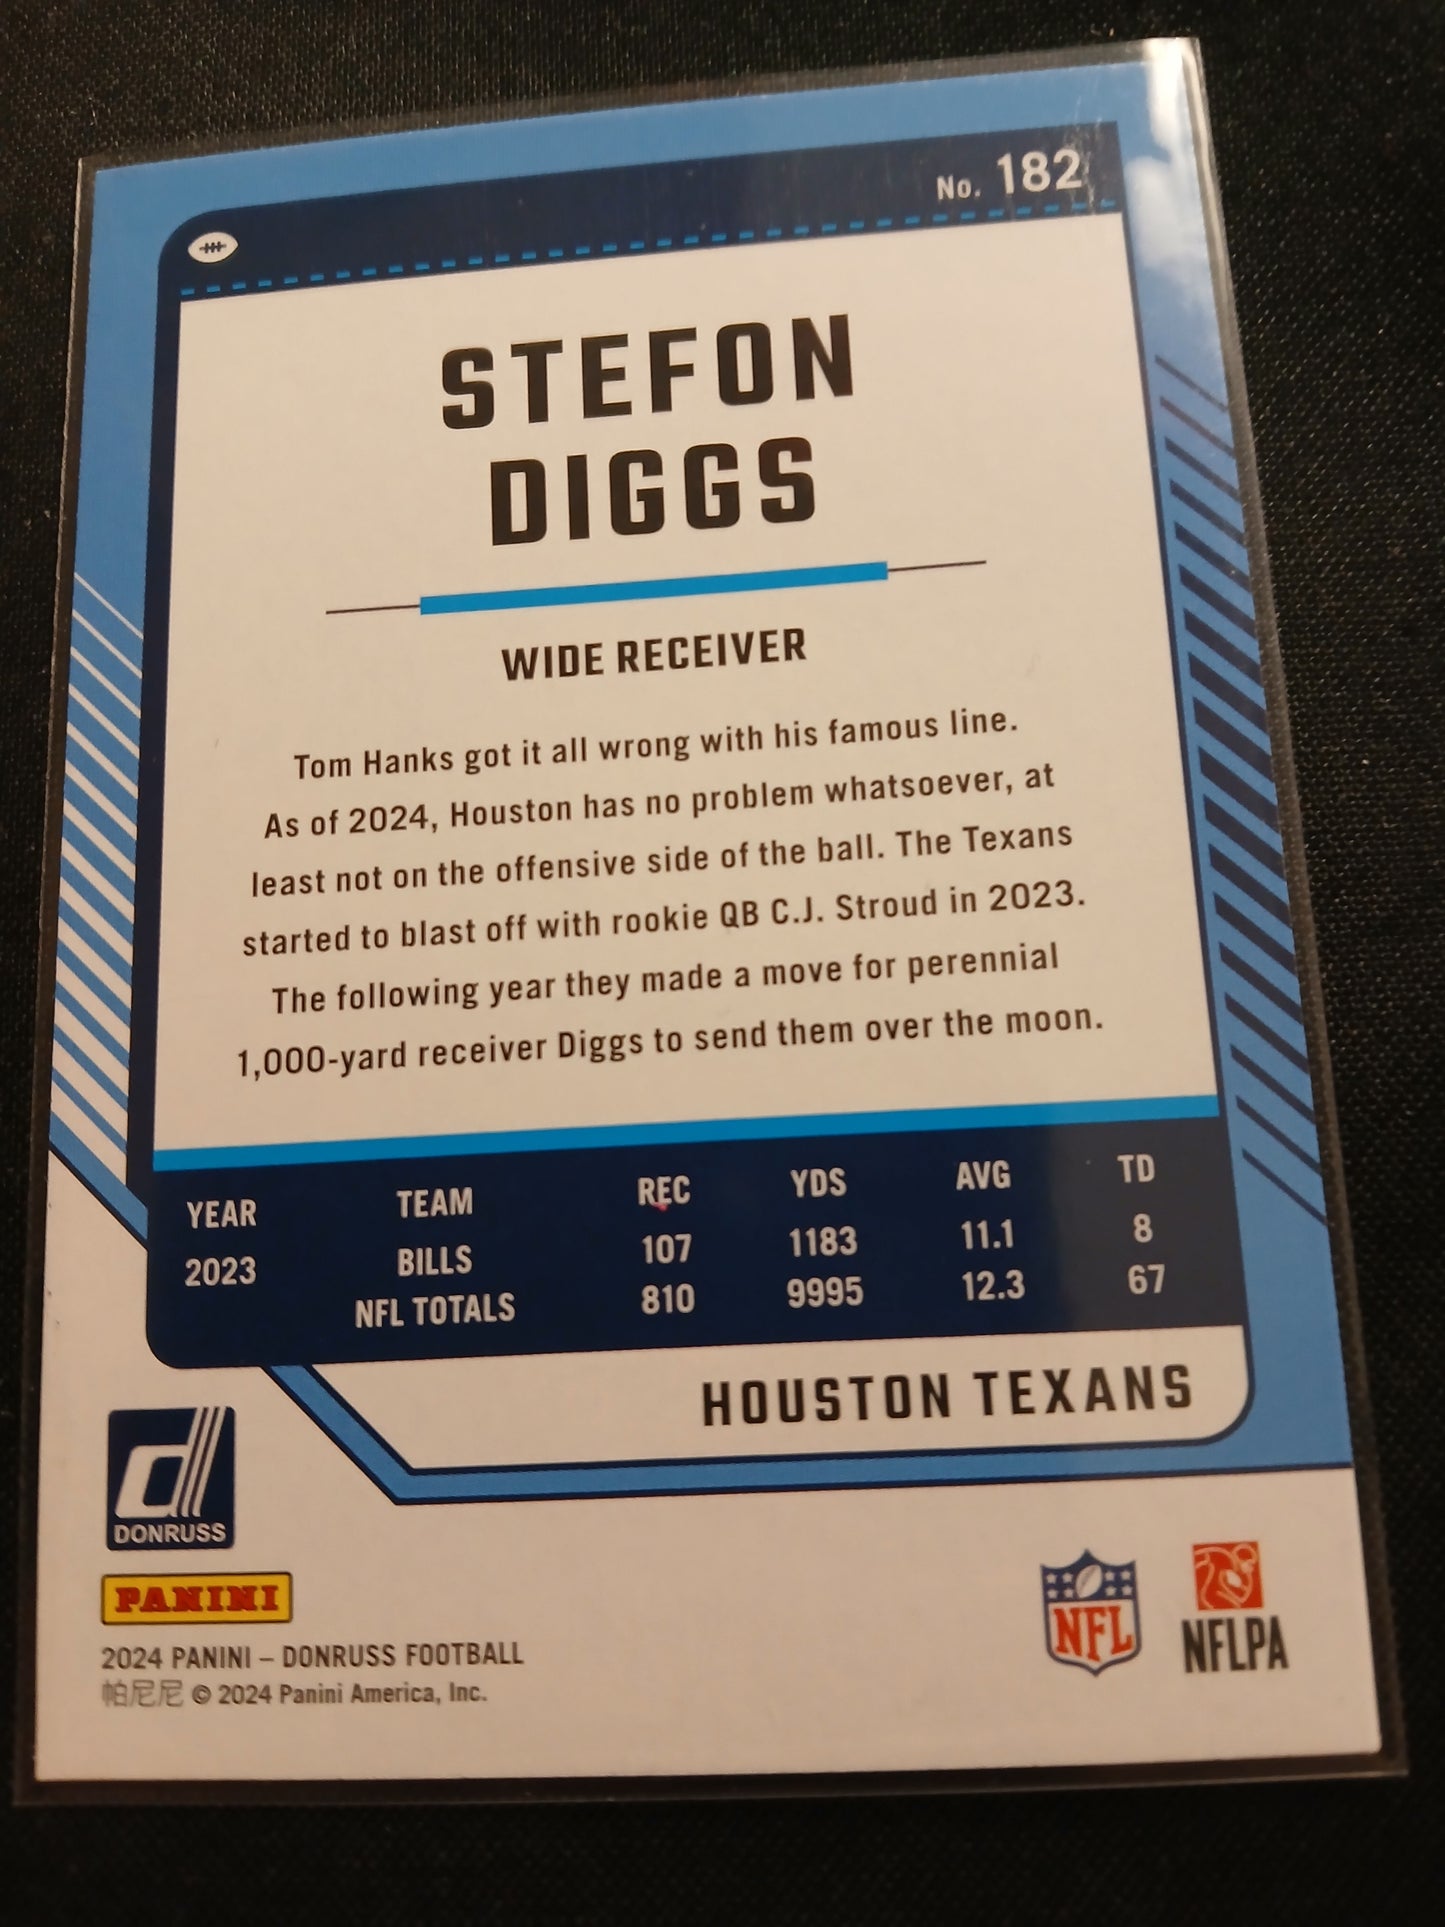 No. 182
STEFON
DIGGS
WIDE RECEIVER
Tom Hanks got it all wrong with his famous line.
As of 2024, Houston has no problem whatsoever, at
least not on the offensive side of the ball. The Texans
started to blast off with rookie QB C.J. Stroud in 2023.
The following year they made a move for perennial
1,000-yard receiver Diggs to send them over the moon.
YEAR TEAM REC YDS AVG TD
2023 BILLS 107 1183 11.1 8
NFL TOTALS 810 9995 12.3 67
HOUSTON TEXANS
DONRUSS
PANINI
2024 PANINI – DONRUSS FOOTBALL
帕尼尼 © 2024 Panini America, Inc.
NFL
NFLPA